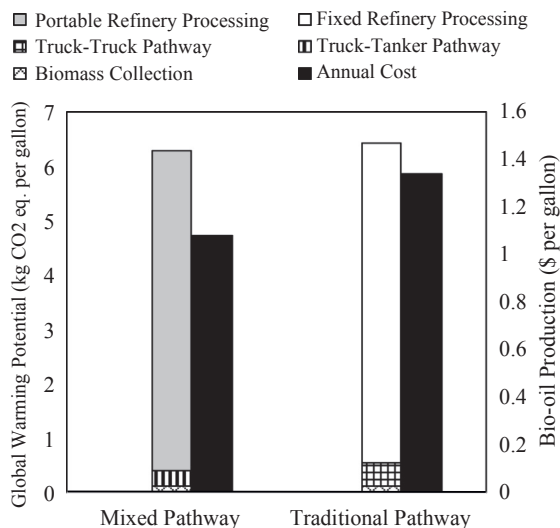 Portable Refinery Processing
Fixed Refinery Processing
Truck-Truck Pathway
Truck-Tanker Pathway
Biomass Collection
Annual Cost
Global Warming Potential (kg CO2 eq. per gallon)
7
6
5
4
3
2
1
0
1.6
1.4
1.2
1
0.8
0.6
0.4
0.2
0
Bio-oil Production ($ per gallon)
Mixed Pathway
Traditional Pathway